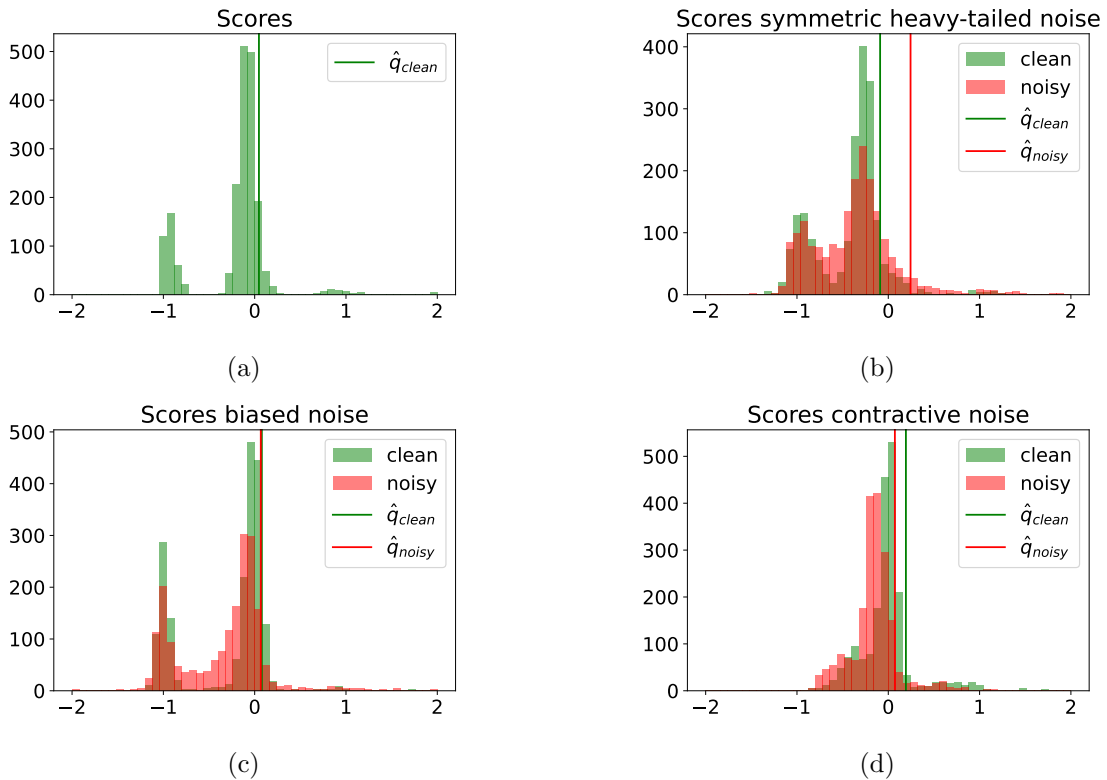 Scores
500
400
300
200
100
0
−2 −1 0 1 2
q̂clean
(a)
Scores symmetric heavy-tailed noise
400
300
200
100
0
−2 −1 0 1 2
clean
noisy
q̂clean
q̂noisy
(b)
Scores biased noise
500
400
300
200
100
0
−2 −1 0 1 2
clean
noisy
q̂clean
q̂noisy
(c)
Scores contractive noise
500
400
300
200
100
0
−2 −1 0 1 2
clean
noisy
q̂clean
q̂noisy
(d)